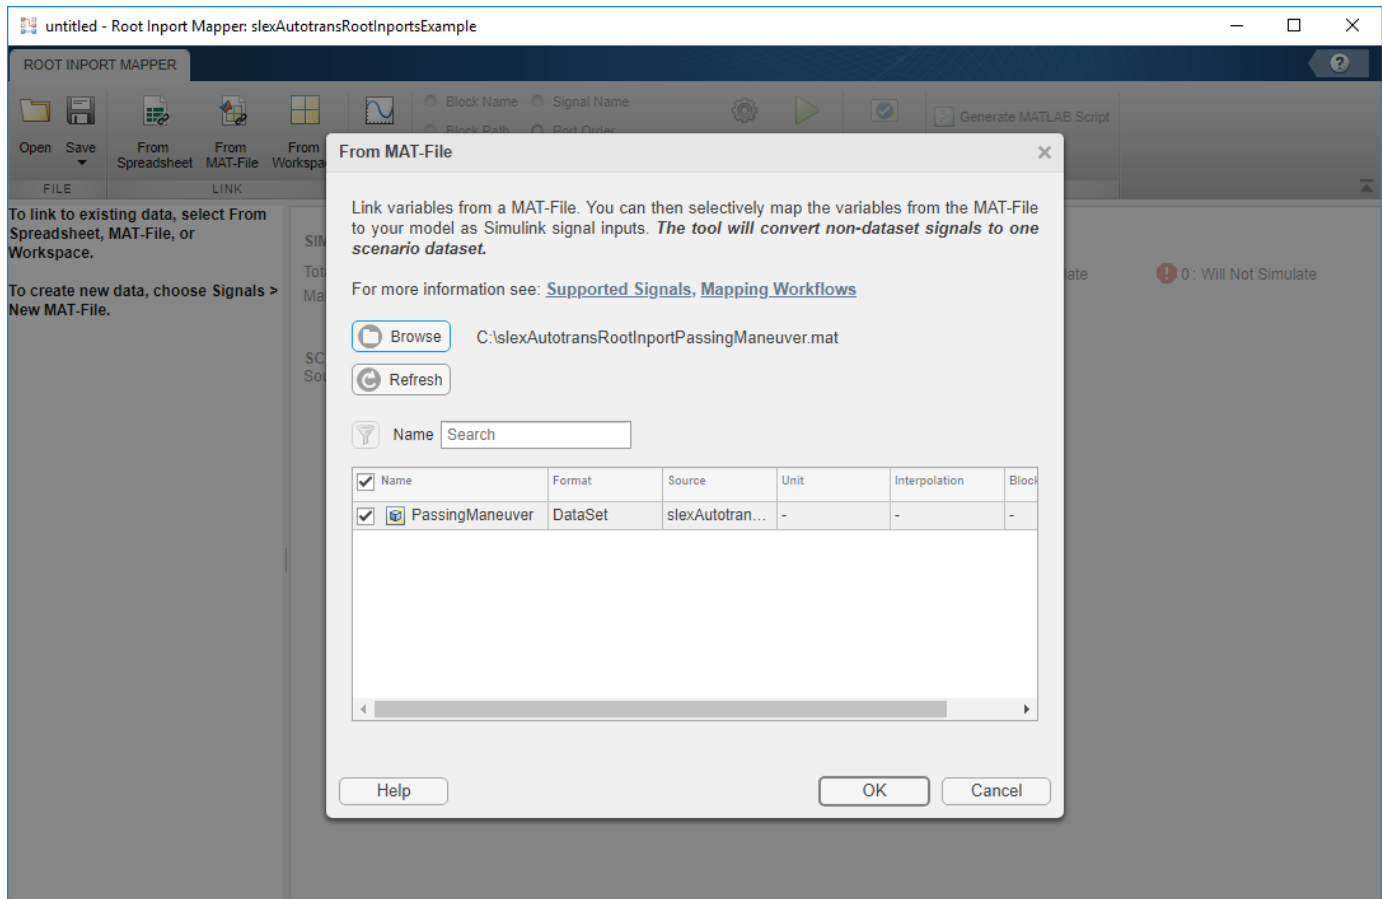 untitled - Root Inport Mapper: slexAutotransRootInportsExample
ROOT INPORT MAPPER
?
Block Name Signal Name
Block Path Port Order
Generate MATLAB Script
Open Save From From From
Spreadsheet MAT-File
FILE LINK
From MAT-File
To link to existing data, select From
Spreadsheet, MAT-File, or
Workspace.
To create new data, choose Signals >
New MAT-File.
0 : Will Not Simulate
Link variables from a MAT-File. You can then selectively map the variables from the MAT-File
to your model as Simulink signal inputs. The tool will convert non-dataset signals to one
scenario dataset.
For more information see: Supported Signals, Mapping Workflows
Browse C:\slexAutotransRootInportPassingManeuver.mat
Refresh
Name Search
Name Format Source Unit Interpolation Block
PassingManeuver DataSet slexAutotran... - - -
Help OK Cancel